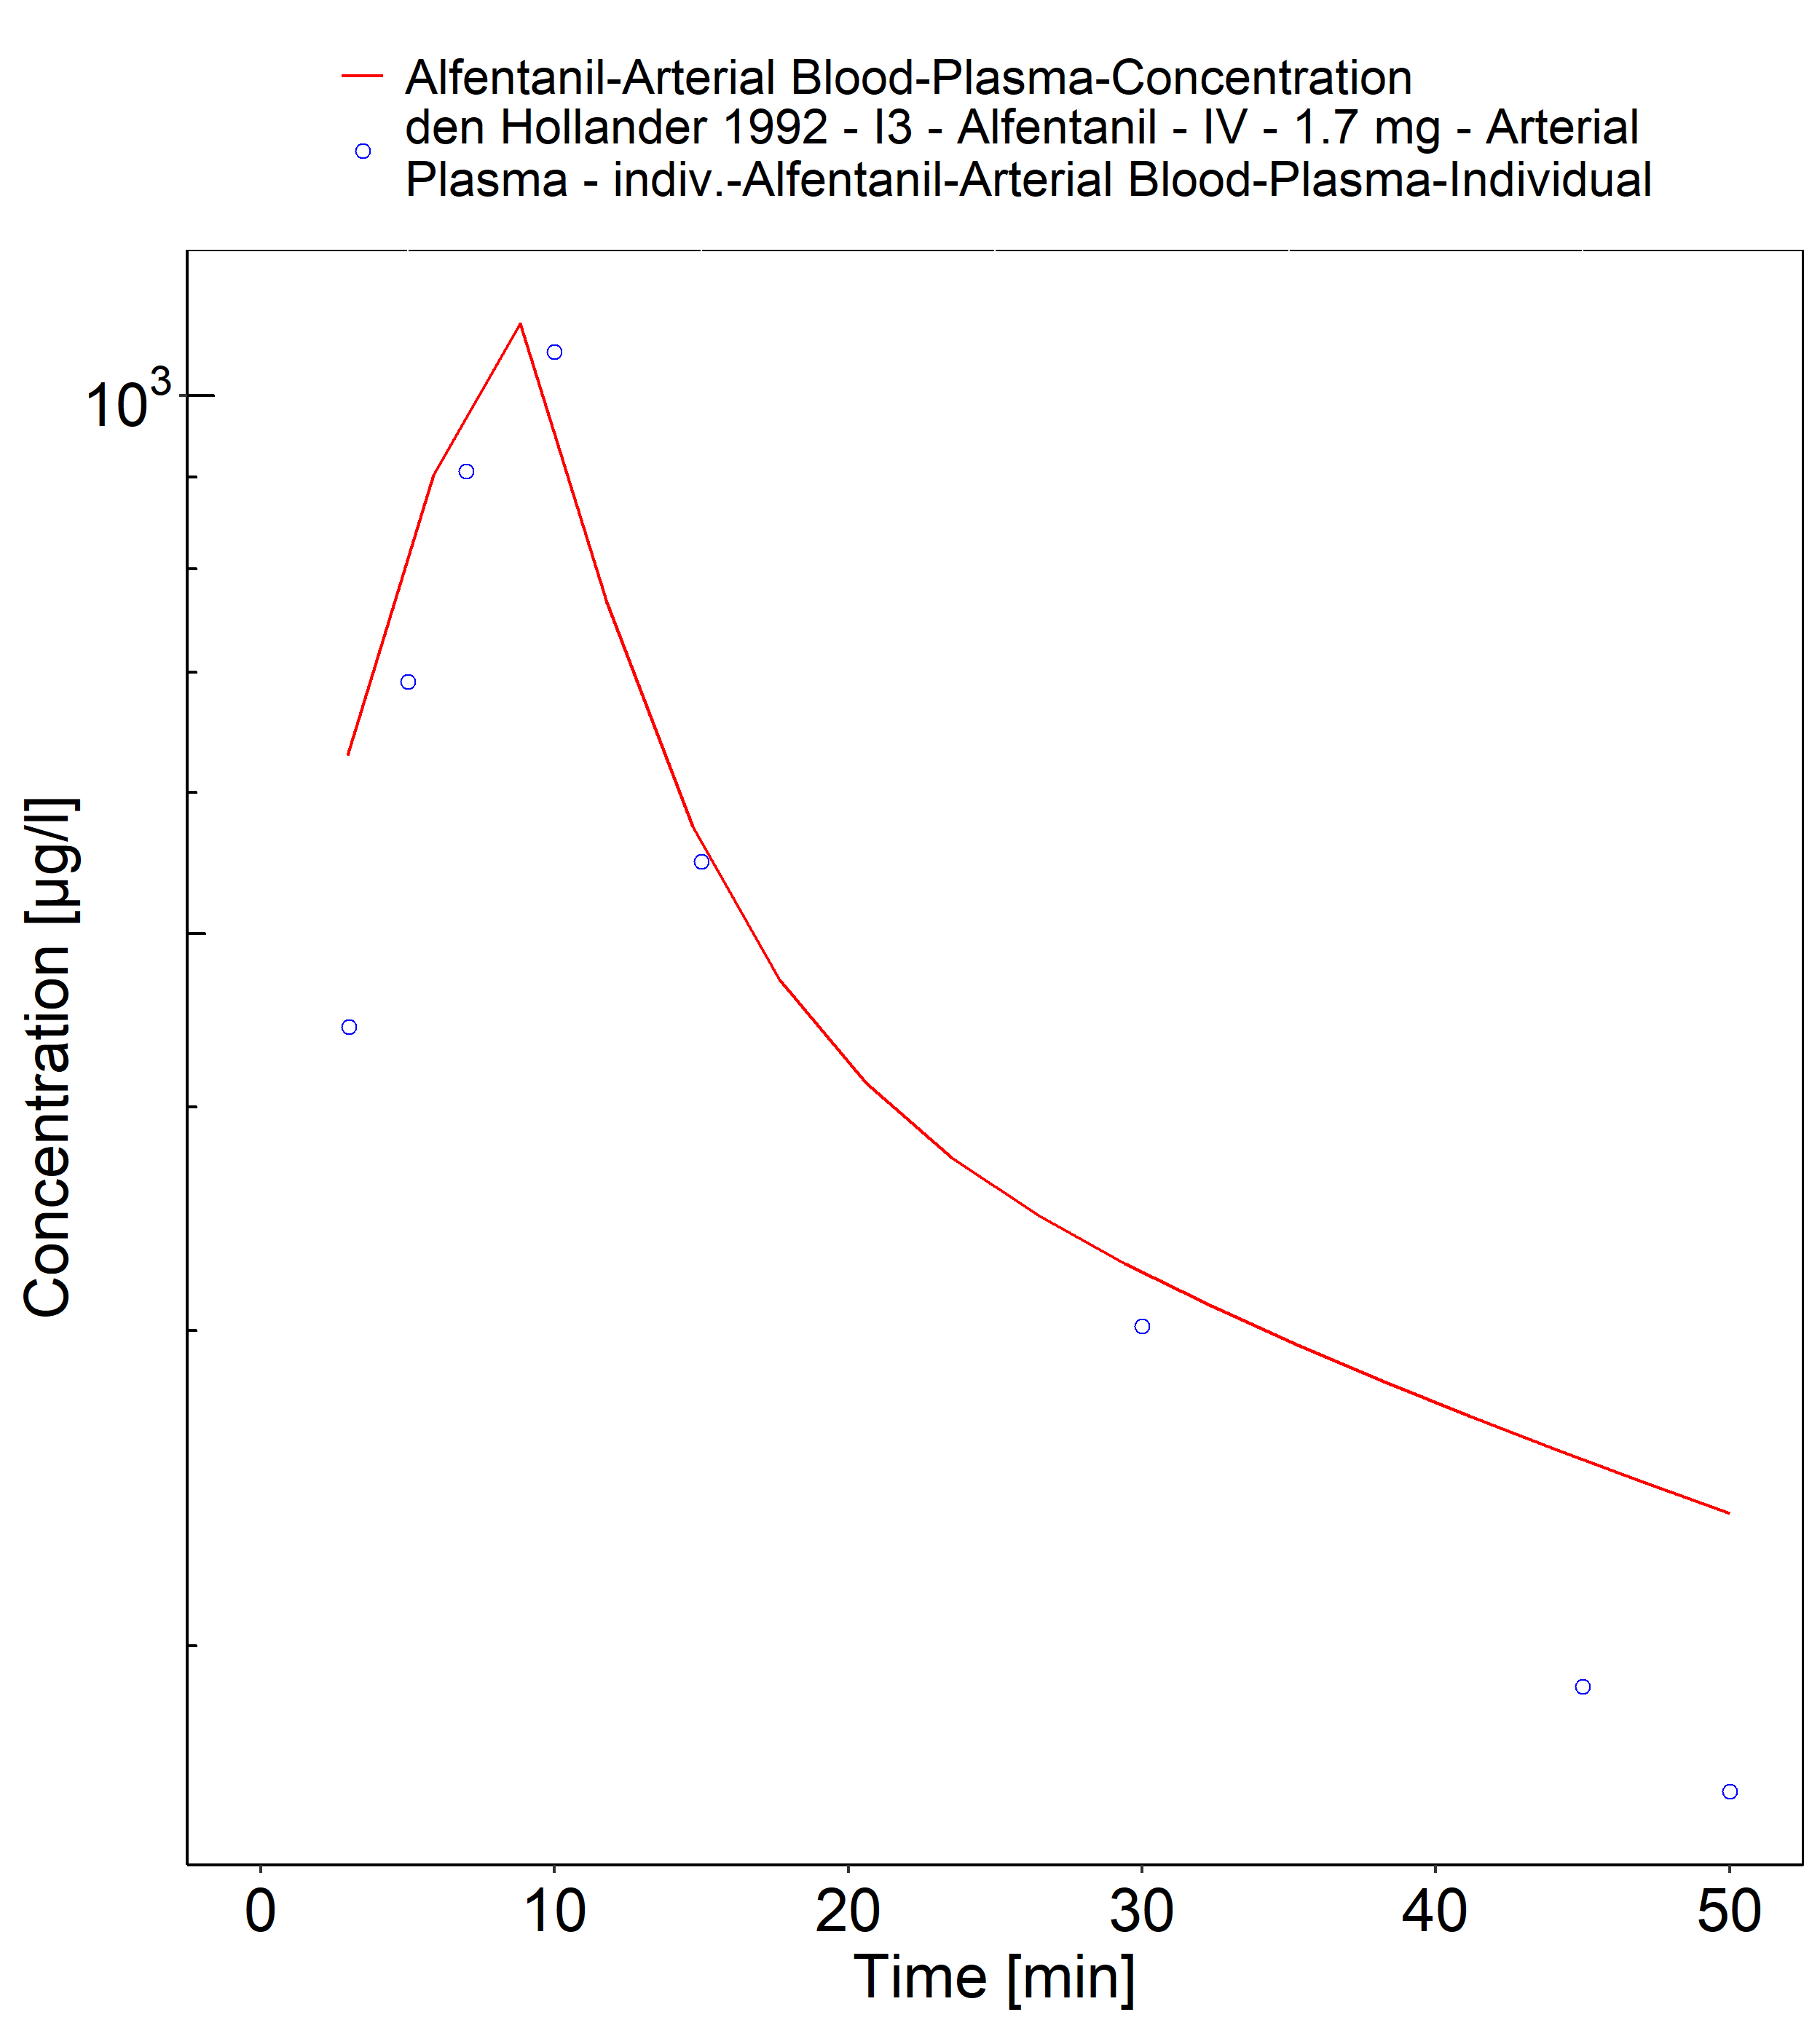 Alfentanil-Arterial Blood-Plasma-Concentration
den Hollander 1992 - I3 - Alfentanil - IV - 1.7 mg - Arterial
Plasma - indiv.-Alfentanil-Arterial Blood-Plasma-Individual
10³
Concentration [µg/l]
0 10 20 30 40 50
Time [min]